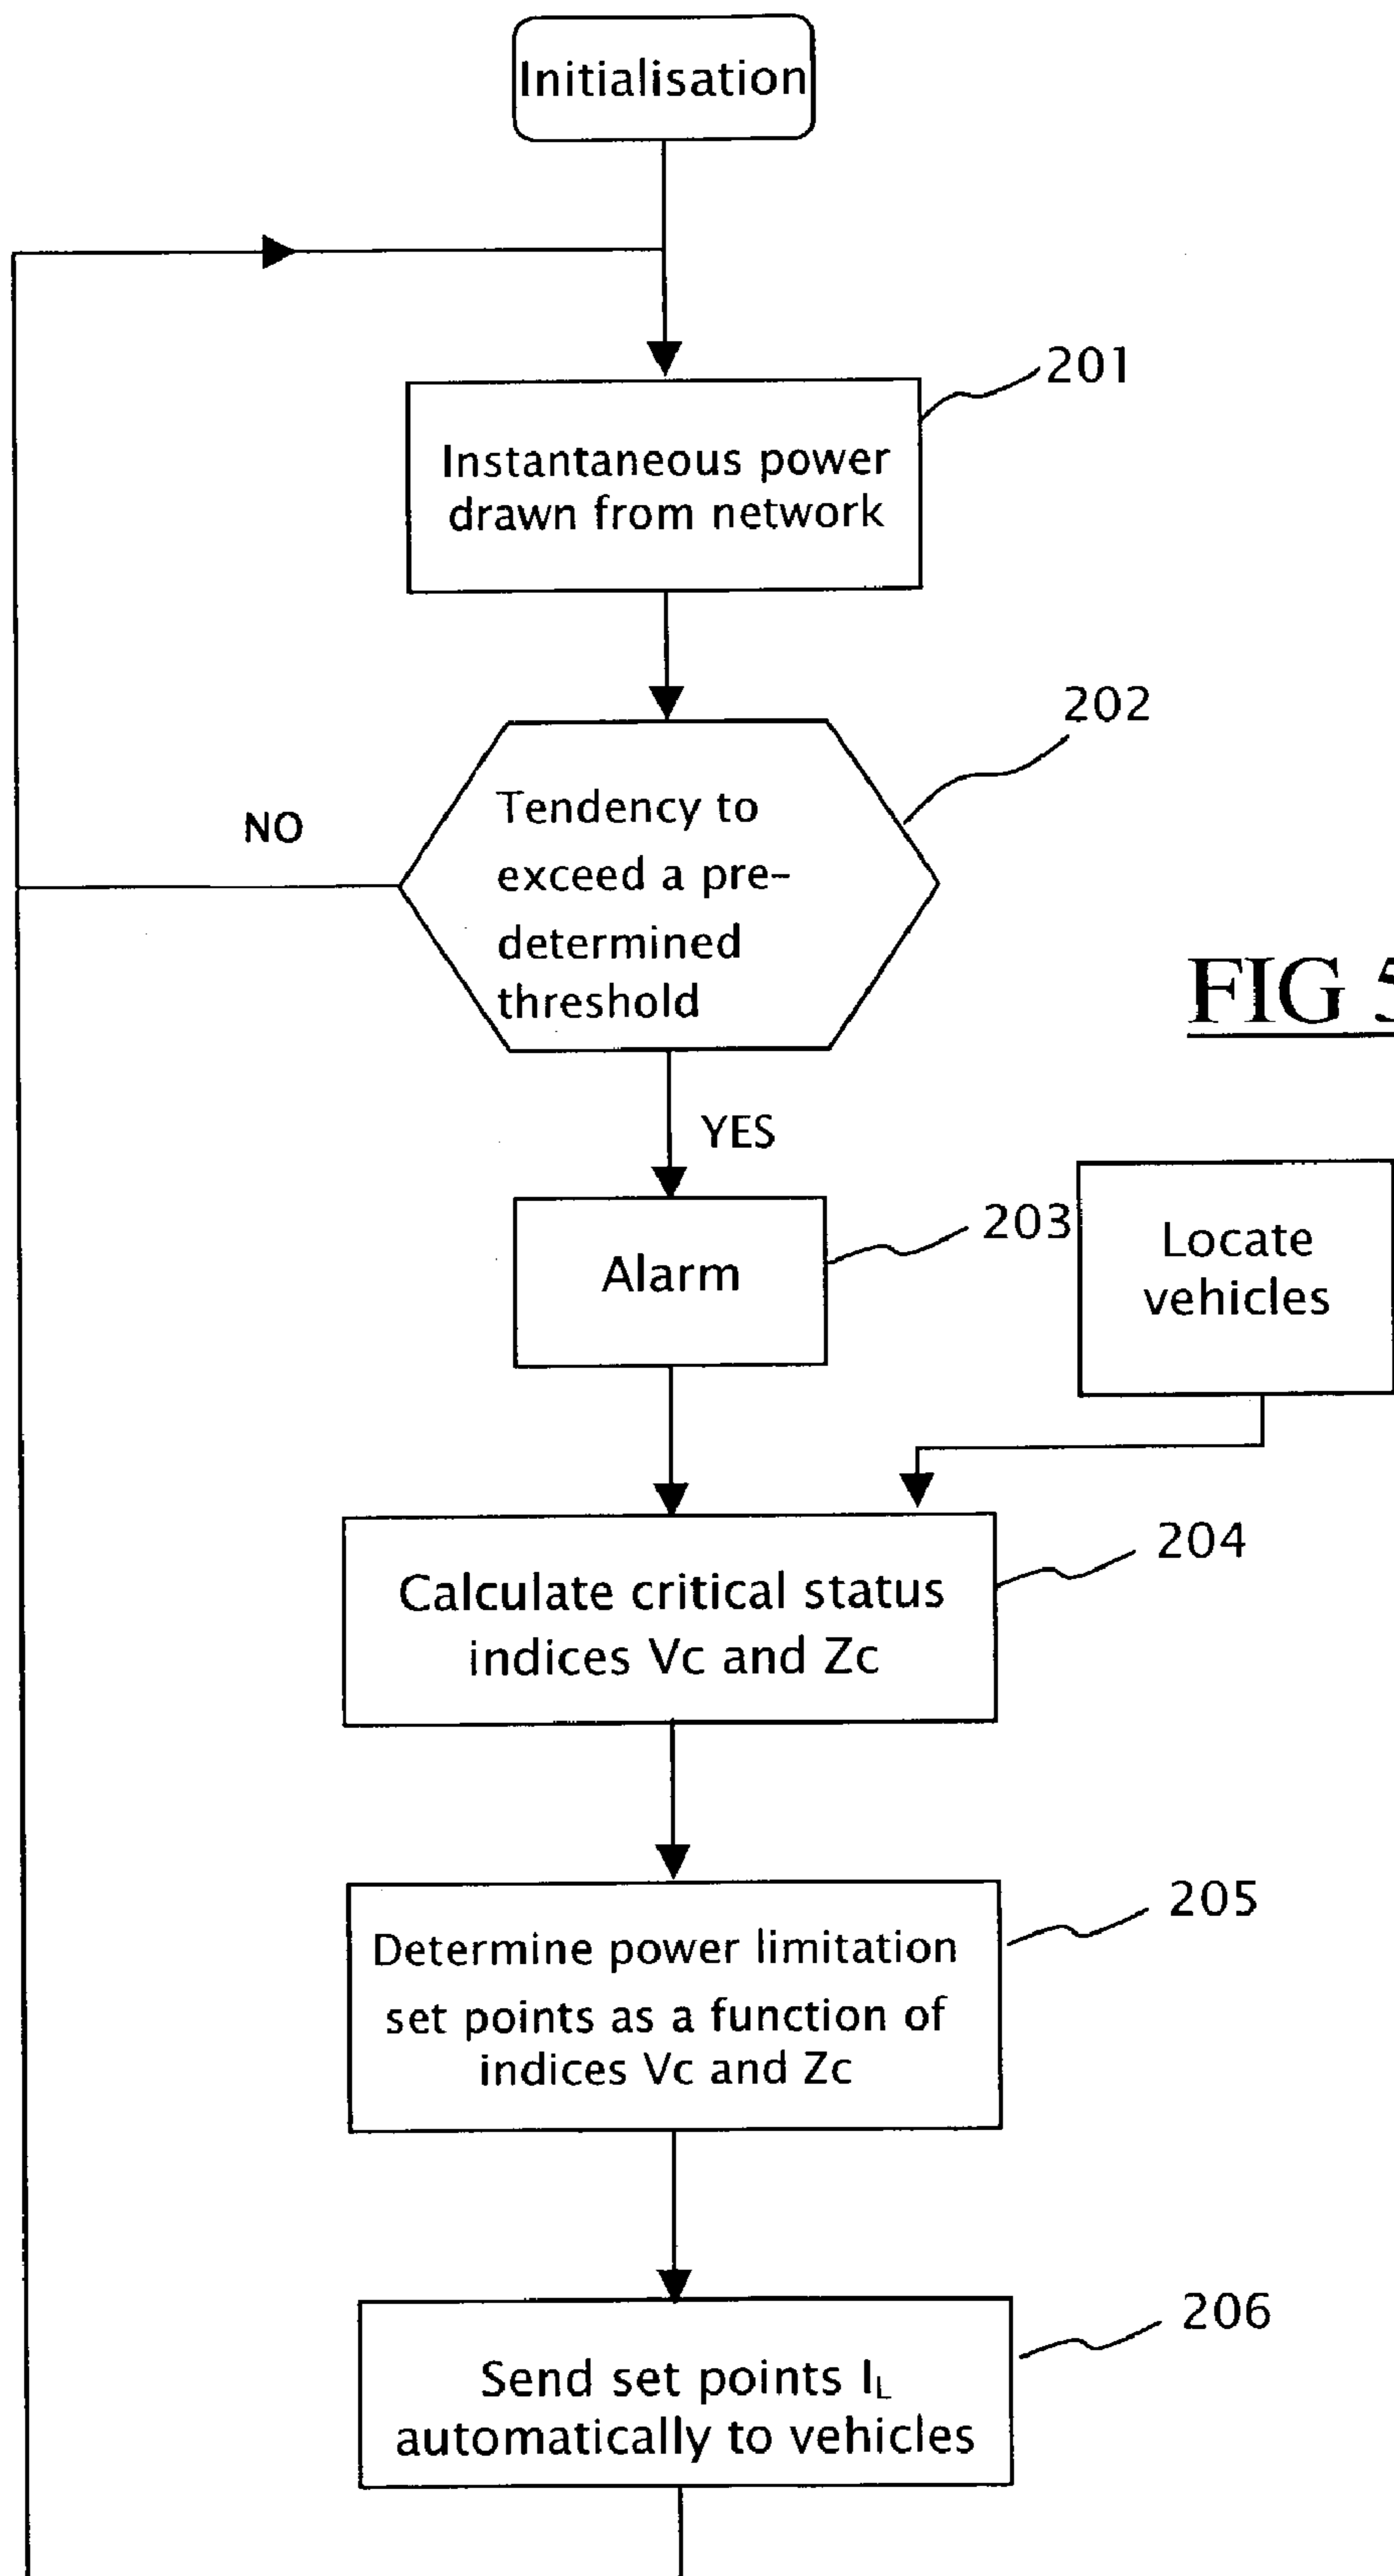 Initialisation
201
Instantaneous power
drawn from network
202
NO
Tendency to
exceed a pre-
determined
threshold
FIG 5
YES
203
Alarm
Locate
vehicles
204
Calculate critical status
indices Vc and Zc
205
Determine power limitation
set points as a function of
indices Vc and Zc
206
Send set points IL
automatically to vehicles